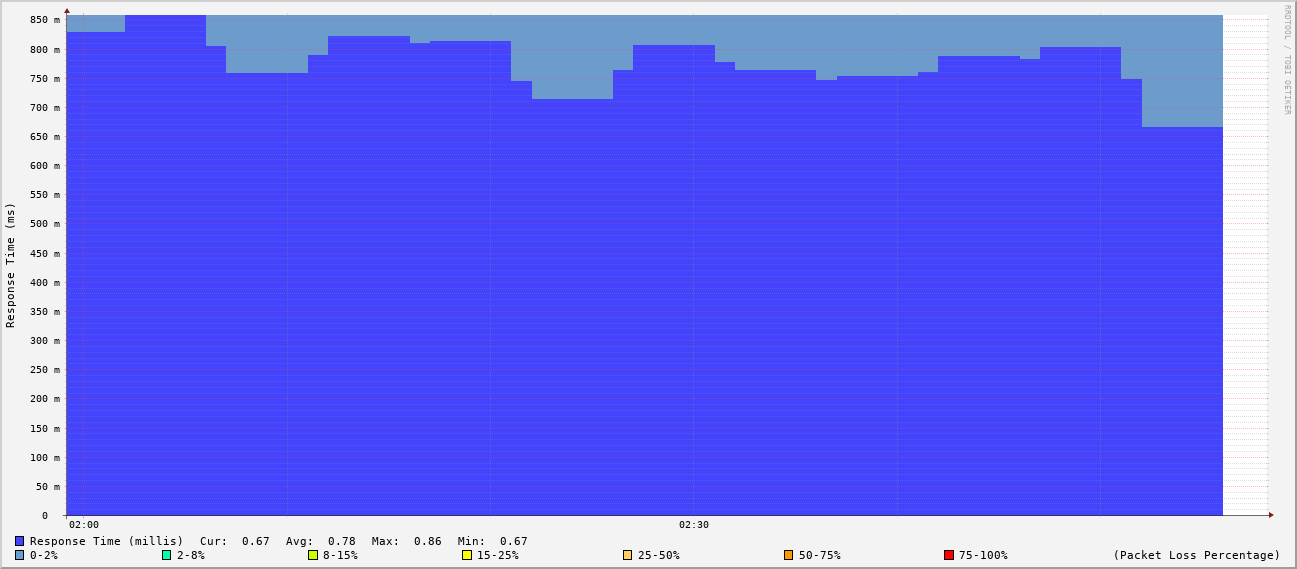 RRDTOOL / TOBI OETIKER
Response Time (ms)
850 m
800 m
750 m
700 m
650 m
600 m
550 m
500 m
450 m
400 m
350 m
300 m
250 m
200 m
150 m
100 m
50 m
0
02:00 02:30
Response Time (millis) Cur: 0.67 Avg: 0.78 Max: 0.86 Min: 0.67
0-2% 2-8% 8-15% 15-25% 25-50% 50-75% 75-100% (Packet Loss Percentage)